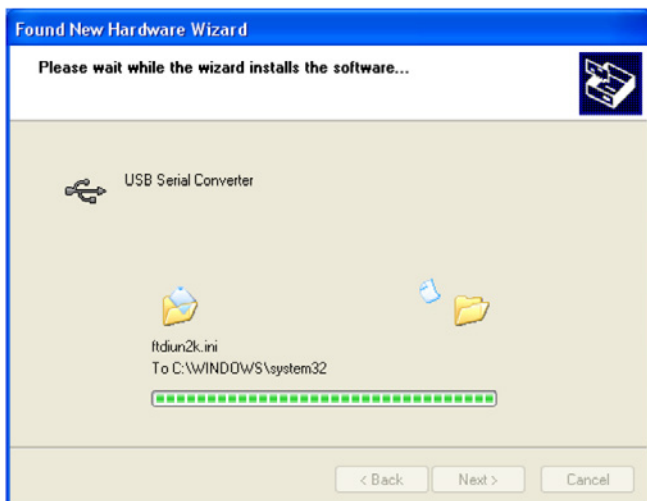 Found New Hardware Wizard
Please wait while the wizard installs the software...
USB Serial Converter
ftdiun2k.ini
To C:\WINDOWS\system32
< Back Next > Cancel